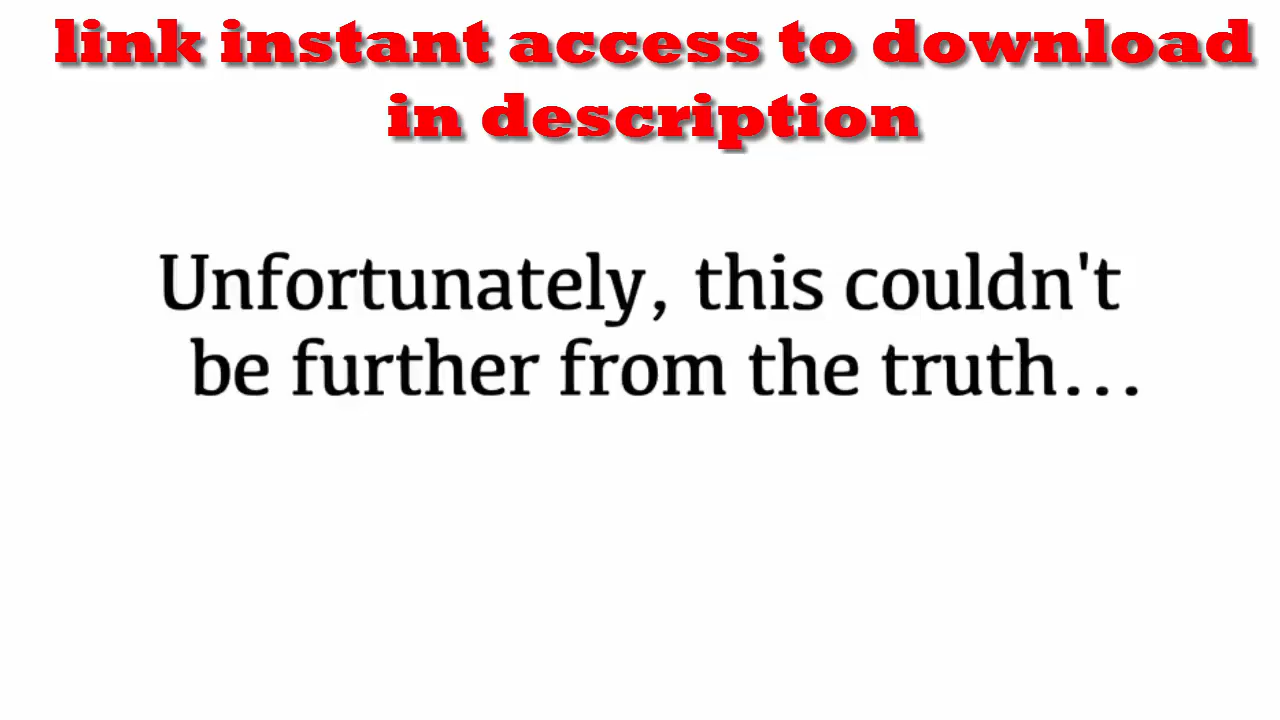 link instant access to download
in description
Unfortunately, this couldn't
be further from the truth...